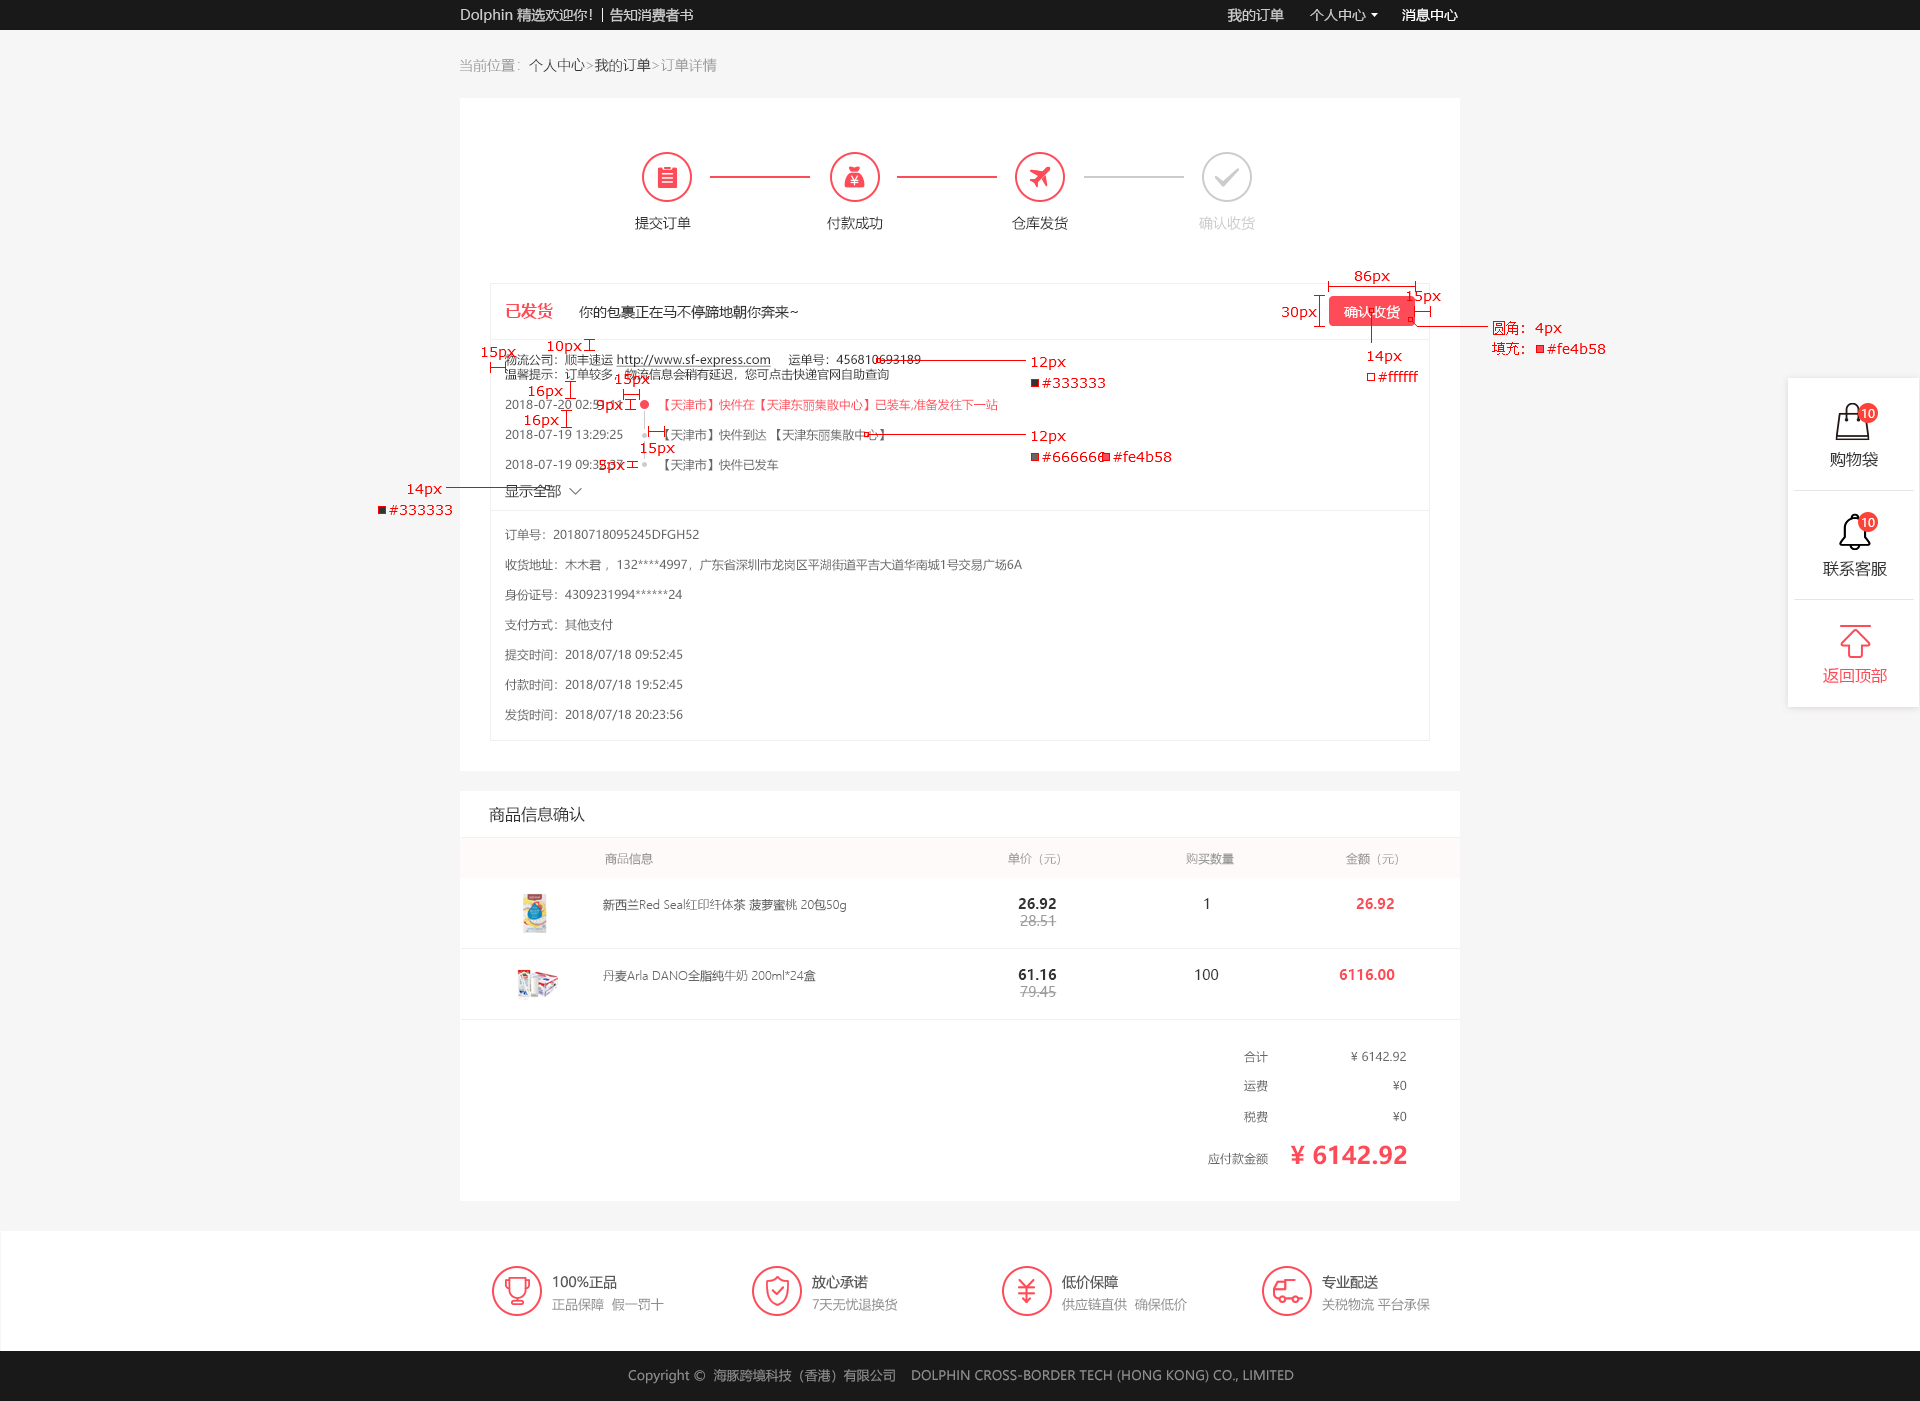 Dolphin 精选欢迎你！| 告知消费者书
我的订单 个人中心 消息中心
当前位置：个人中心>我的订单>订单详情
提交订单 付款成功 仓库发货 确认收货
86px
已发货 你的包裹正在马不停蹄地朝你奔来~ 30px 确认收货 15px
圆角：4px
填充：#fe4b58
14px
#ffffff
15px 10px
物流公司：顺丰速运 http://www.sf-express.com 运单号：456810693189 12px
#333333
温馨提示：订单较多，物流信息会稍有延迟，您可点击快递官网自助查询
15px
16px
2018-07-20 02:51:11 9px 【天津市】快件在【天津东丽集散中心】已装车,准备发往下一站
16px
2018-07-19 13:29:25 【天津市】快件到达 【天津东丽集散中心】 12px
15px
#666666 #fe4b58
2018-07-19 09:3 5px 【天津市】快件已发车
显示全部 14px
#333333
订单号：20180718095245DFGH52
收货地址：木木君 ，132****4997，广东省深圳市龙岗区平湖街道平吉大道华南城1号交易广场6A
身份证号：4309231994******24
支付方式：其他支付
提交时间：2018/07/18 09:52:45
付款时间：2018/07/18 19:52:45
发货时间：2018/07/18 20:23:56
10
购物袋
10
联系客服
返回顶部
商品信息确认
商品信息 单价（元） 购买数量 金额（元）
新西兰Red Seal红印纤体茶 菠萝蜜桃 20包50g 26.92 1 26.92
28.51
丹麦Arla DANO全脂纯牛奶 200ml*24盒 61.16 100 6116.00
79.45
合计 ¥ 6142.92
运费 ¥0
税费 ¥0
应付款金额 ¥ 6142.92
100%正品 放心承诺 低价保障 专业配送
正品保障 假一罚十 7天无忧退换货 供应链直供 确保低价 关税物流 平台承保
Copyright © 海豚跨境科技（香港）有限公司 DOLPHIN CROSS-BORDER TECH (HONG KONG) CO., LIMITED